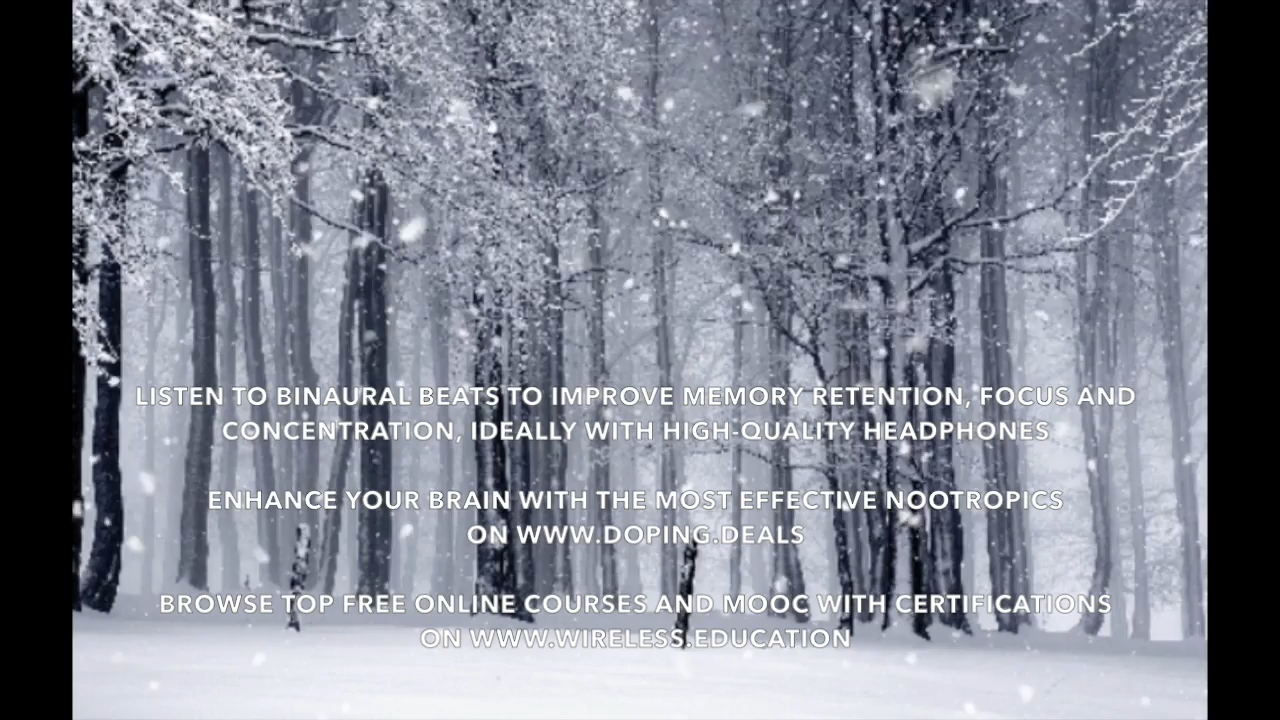 LISTEN TO BINAURAL BEATS TO IMPROVE MEMORY RETENTION, FOCUS AND
CONCENTRATION, IDEALLY WITH HIGH-QUALITY HEADPHONES
ENHANCE YOUR BRAIN WITH THE MOST EFFECTIVE NOOTROPICS
ON WWW.DOPING.DEALS
BROWSE TOP FREE ONLINE COURSES AND MOOC WITH CERTIFICATIONS
ON WWW.WIRELESS.EDUCATION